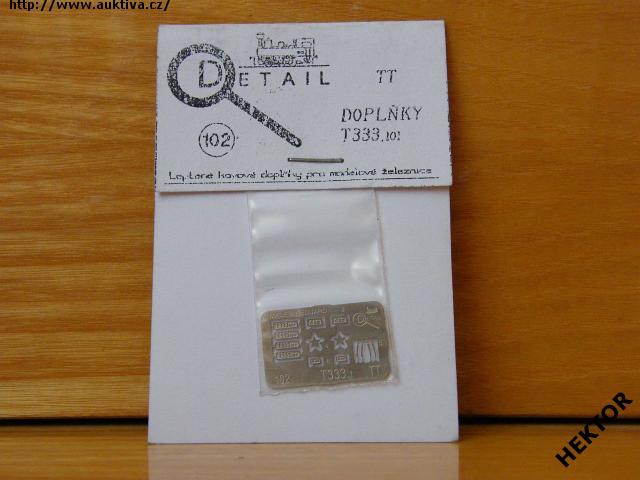 http://www.auktiva.cz/
DETAIL
TT
DOPLŇKY
T333.101
102
Leptané kovové doplňky pro modelové železnice
102
T333.1
TT
HEKTOR